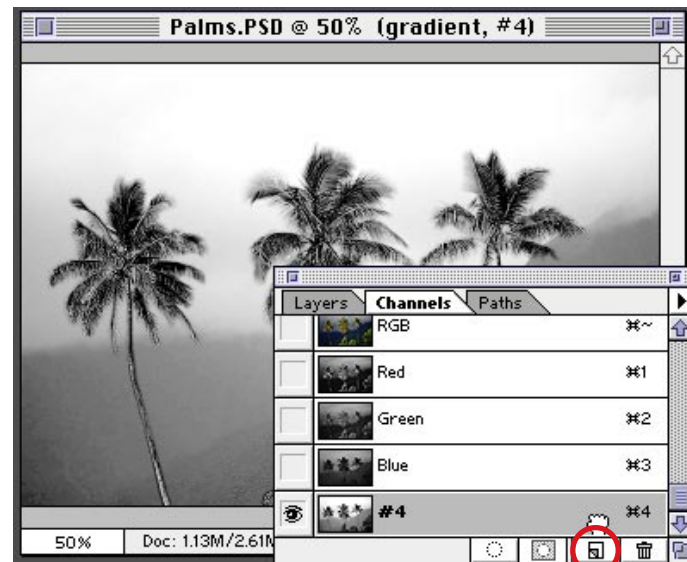 Palms.PSD @ 50% (gradient, #4)
Layers Channels Paths
RGB ⌘~
Red ⌘1
Green ⌘2
Blue ⌘3
#4 ⌘4
50% Doc: 1.13M/2.61M